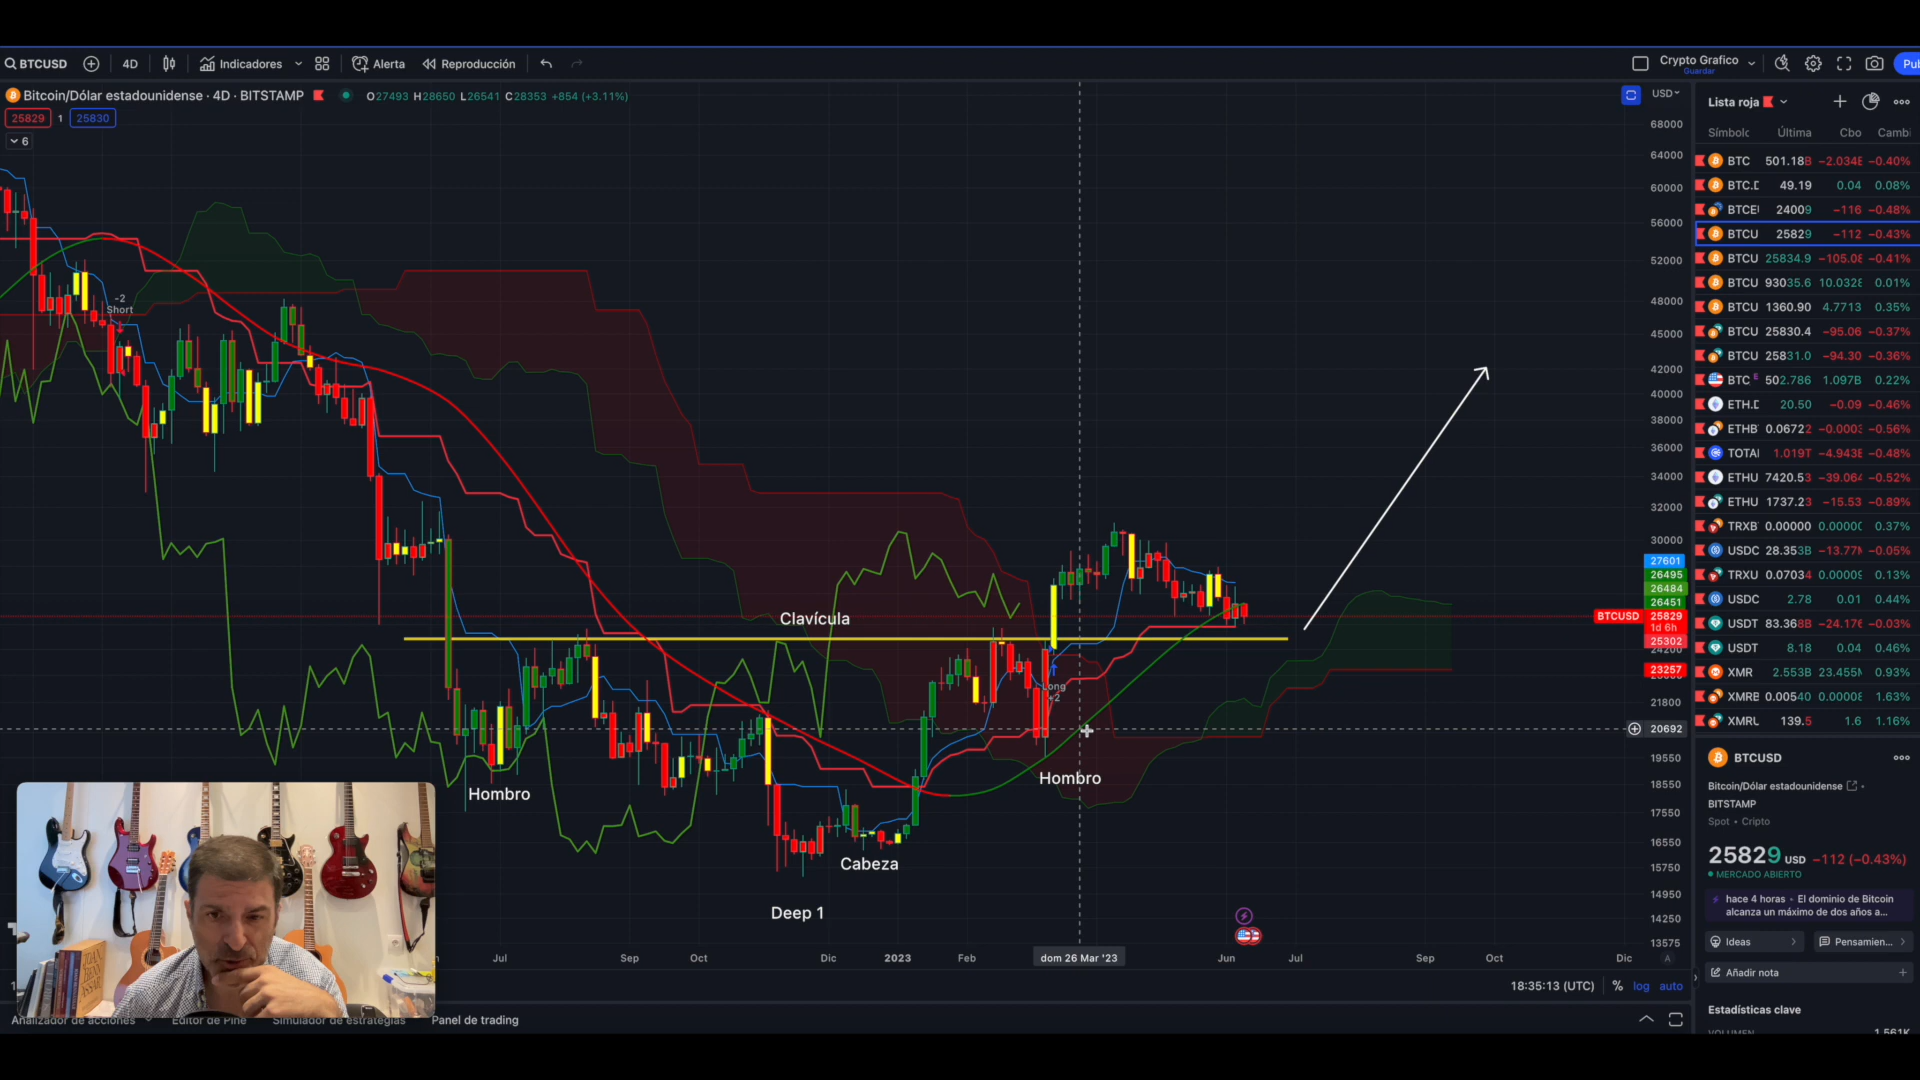 BTCUSD 4D Indicadores Alerta Reproducción Crypto Grafico Pub
Guardar
Bitcoin/Dólar estadounidense · 4D · BITSTAMP O27493 H28650 L26541 C28353 +854 (+3.11%) USD
25829 1 25830
6
68000
64000
60000
56000
52000
48000
45000
42000
40000
38000
36000
34000
32000
30000
27601
26495
26484
26451
BTCUSD 25829
1d 6h
25302
24200
23257
21800
20692
19550
18550
17550
16550
15750
14950
14250
13575
-2
Short
Clavícula
Long
+2
Hombro
Hombro
Cabeza
Deep 1
Jul Sep Oct Dic 2023 Feb dom 26 Mar '23 Jun Jul Sep Oct Dic A
18:35:13 (UTC) % log auto
Analizador de acciones Editor de Pine Simulador de estrategias Panel de trading
Lista roja
Símbolo Última Cbo Cambi
BTC 501.18B −2.034B −0.40%
BTC.D 49.19 0.04 0.08%
BTCEU 24009 −116 −0.48%
BTCU 25829 −112 −0.43%
BTCU 25834.9 −105.08 −0.41%
BTCU 93035.6 10.0328 0.01%
BTCU 1360.90 4.7713 0.35%
BTCU 25830.4 −95.06 −0.37%
BTCU 25831.0 −94.30 −0.36%
BTC E 502.786 1.097B 0.22%
ETH.D 20.50 −0.09 −0.46%
ETHB 0.06722 −0.0003 −0.56%
TOTAL 1.019T −4.943B −0.48%
ETHU 7420.53 −39.064 −0.52%
ETHU 1737.23 −15.53 −0.89%
TRXB 0.00000 0.00000 0.37%
USDC 28.353B −13.77M −0.05%
TRXU 0.07034 0.00009 0.13%
USDC 2.78 0.01 0.44%
USDT 83.368B −24.176 −0.03%
USDT 8.18 0.04 0.46%
XMR 2.553B 23.455M 0.93%
XMRB 0.00540 0.00008 1.63%
XMRU 139.5 1.6 1.16%
BTCUSD
Bitcoin/Dólar estadounidense
BITSTAMP
Spot • Cripto
25829 USD −112 (−0.43%)
MERCADO ABIERTO
hace 4 horas • El dominio de Bitcoin
alcanza un máximo de dos años a...
Ideas Pensamien...
Añadir nota
Estadísticas clave
VOLUMEN 1.561K